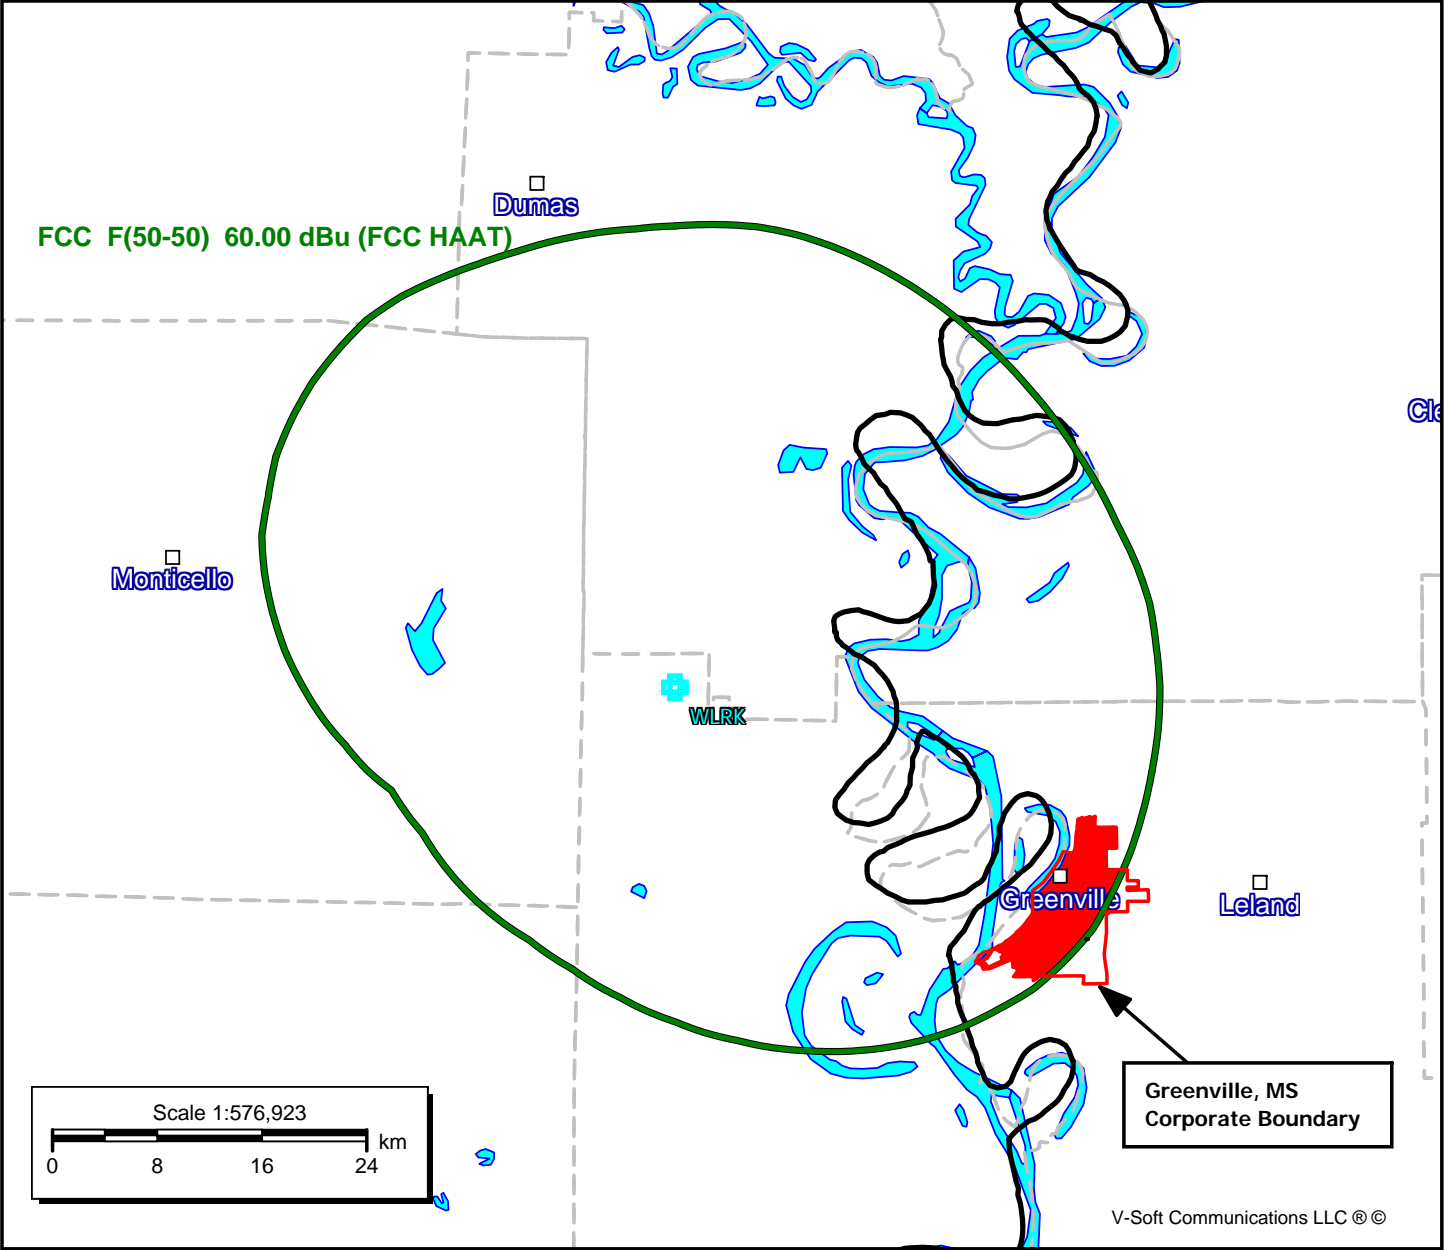 Dumas
FCC F(50-50) 60.00 dBu (FCC HAAT)
Cle
Monticello
WLRK
Greenville
Leland
Greenville, MS
Corporate Boundary
Scale 1:576,923
km
0 8 16 24
V-Soft Communications LLC ® ©